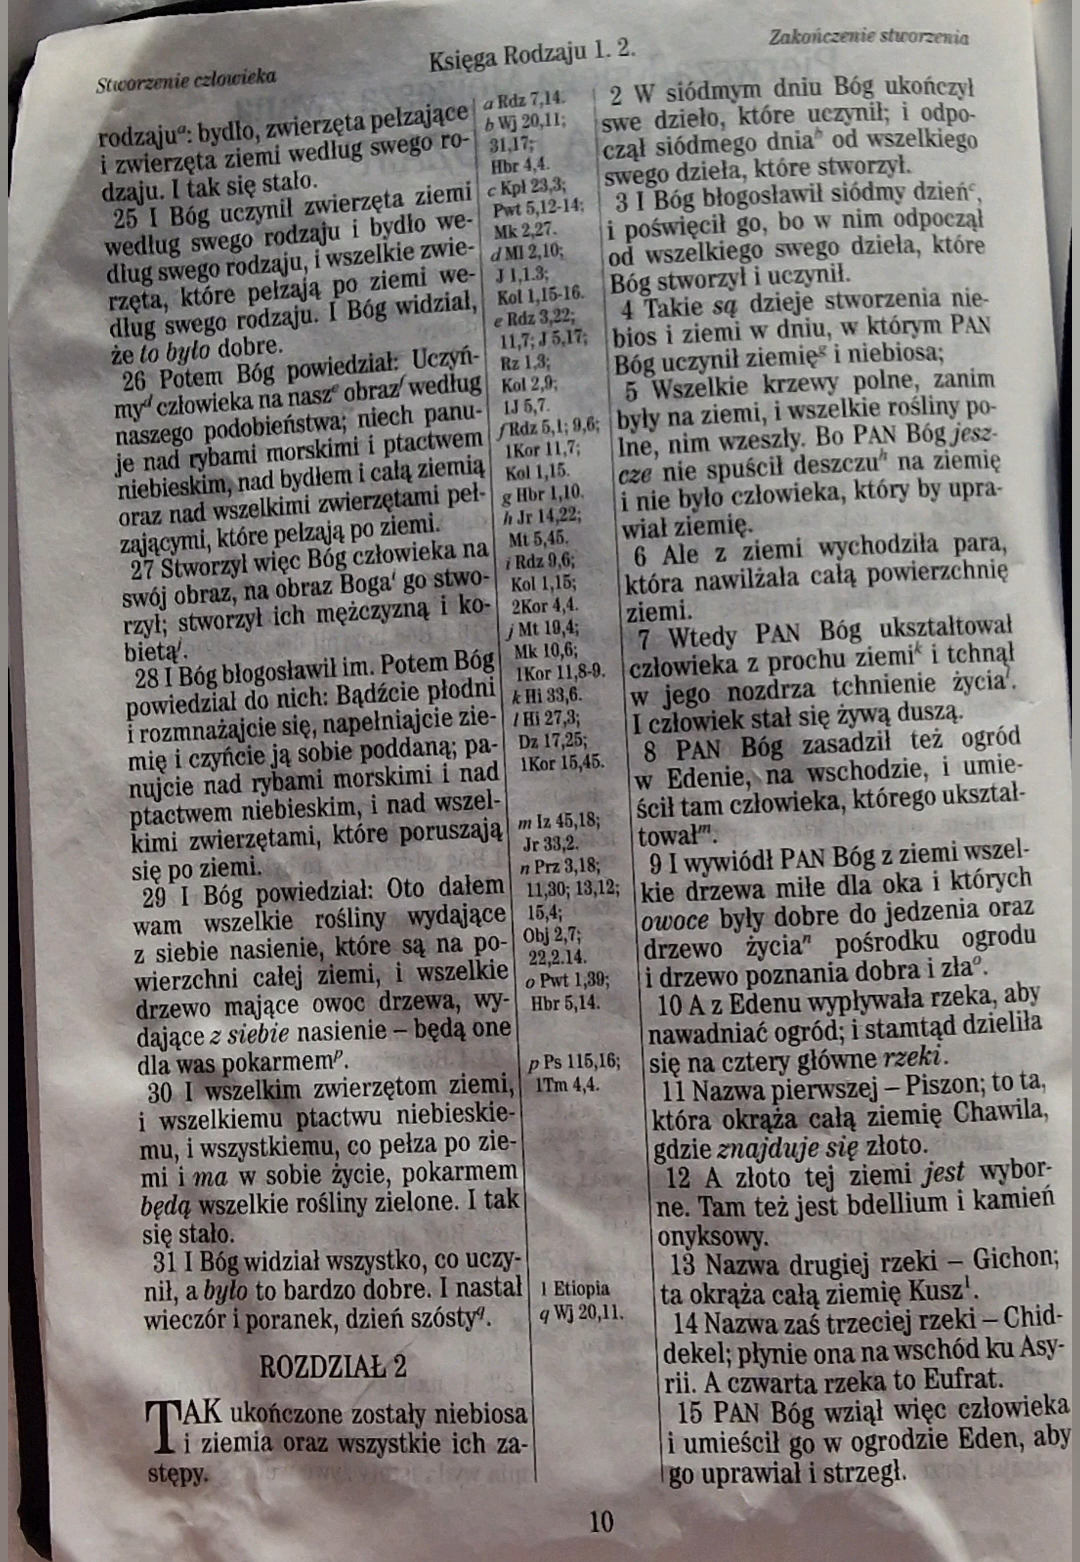 Stworzenie człowieka
Księga Rodzaju 1. 2.
Zakończenie stworzenia
rodzajuᵃ: bydło, zwierzęta pełzające
i zwierzęta ziemi według swego ro-
dzaju. I tak się stało.
25 I Bóg uczynił zwierzęta ziemi
według swego rodzaju i bydło we-
dług swego rodzaju, i wszelkie zwie-
rzęta, które pełzają po ziemi we-
dług swego rodzaju. I Bóg widział,
że to było dobre.
26 Potem Bóg powiedział: Uczyń-
myᵈ człowieka na naszᵉ obrazᶠ według
naszego podobieństwa; niech panu-
je nad rybami morskimi i ptactwem
niebieskim, nad bydłem i całą ziemią
oraz nad wszelkimi zwierzętami peł-
zającymi, które pełzają po ziemi.
27 Stworzył więc Bóg człowieka na
swój obraz, na obraz Bogaⁱ go stwo-
rzył; stworzył ich mężczyzną i ko-
bietąʲ.
28 I Bóg błogosławił im. Potem Bóg
powiedział do nich: Bądźcie płodni
i rozmnażajcie się, napełniajcie zie-
mię i czyńcie ją sobie poddaną; pa-
nujcie nad rybami morskimi i nad
ptactwem niebieskim, i nad wszel-
kimi zwierzętami, które poruszają
się po ziemi.
29 I Bóg powiedział: Oto dałem
wam wszelkie rośliny wydające
z siebie nasienie, które są na po-
wierzchni całej ziemi, i wszelkie
drzewo mające owoc drzewa, wy-
dające z siebie nasienie – będą one
dla was pokarmemᵖ.
30 I wszelkim zwierzętom ziemi,
i wszelkiemu ptactwu niebieskie-
mu, i wszystkiemu, co pełza po zie-
mi i ma w sobie życie, pokarmem
będą wszelkie rośliny zielone. I tak
się stało.
31 I Bóg widział wszystko, co uczy-
nił, a było to bardzo dobre. I nastał
wieczór i poranek, dzień szóstyq.
ROZDZIAŁ 2
TAK ukończone zostały niebiosa
i ziemia oraz wszystkie ich za-
stępy.
a Rdz 7,14.
b Wj 20,11;
31,17;
Hbr 4,4.
c Kpł 23,3;
Pwt 5,12-14;
Mk 2,27.
d Ml 2,10;
J 1,1.3;
Kol 1,15-16.
e Rdz 3,22;
11,7; J 5,17;
Rz 1,3;
Kol 2,9;
1J 5,7.
f Rdz 5,1; 9,6;
1Kor 11,7;
Kol 1,15.
g Hbr 1,10.
h Jr 14,22;
Mt 5,45.
i Rdz 9,6;
Kol 1,15;
2Kor 4,4.
j Mt 19,4;
Mk 10,6;
1Kor 11,8-9.
k Hi 33,6.
l Hi 27,3;
Dz 17,25;
1Kor 15,45.
m Iz 45,18;
Jr 33,2.
n Prz 3,18;
11,30; 13,12;
15,4;
Obj 2,7;
22,2.14.
o Pwt 1,39;
Hbr 5,14.
p Ps 115,16;
1Tm 4,4.
1 Etiopia
q Wj 20,11.
2 W siódmym dniu Bóg ukończył
swe dzieło, które uczynił; i odpo-
czął siódmego dniaᵇ od wszelkiego
swego dzieła, które stworzył.
3 I Bóg błogosławił siódmy dzieńᶜ,
i poświęcił go, bo w nim odpoczął
od wszelkiego swego dzieła, które
Bóg stworzył i uczynił.
4 Takie są dzieje stworzenia nie-
bios i ziemi w dniu, w którym PAN
Bóg uczynił ziemięᵍ i niebiosa;
5 Wszelkie krzewy polne, zanim
były na ziemi, i wszelkie rośliny po-
lne, nim wzeszły. Bo PAN Bóg jesz-
cze nie spuścił deszczuʰ na ziemię
i nie było człowieka, który by upra-
wiał ziemię.
6 Ale z ziemi wychodziła para,
która nawilżała całą powierzchnię
ziemi.
7 Wtedy PAN Bóg ukształtował
człowieka z prochu ziemiᵏ i tchnął
w jego nozdrza tchnienie życiaˡ.
I człowiek stał się żywą duszą.
8 PAN Bóg zasadził też ogród
w Edenie, na wschodzie, i umie-
ścił tam człowieka, którego ukształ-
towałᵐ.
9 I wywiódł PAN Bóg z ziemi wszel-
kie drzewa miłe dla oka i których
owoce były dobre do jedzenia oraz
drzewo życiaⁿ pośrodku ogrodu
i drzewo poznania dobra i złaᵒ.
10 A z Edenu wypływała rzeka, aby
nawadniać ogród; i stamtąd dzieliła
się na cztery główne rzeki.
11 Nazwa pierwszej – Piszon; to ta,
która okrąża całą ziemię Chawila,
gdzie znajduje się złoto.
12 A złoto tej ziemi jest wybor-
ne. Tam też jest bdellium i kamień
onyksowy.
13 Nazwa drugiej rzeki – Gichon;
ta okrąża całą ziemię Kusz¹.
14 Nazwa zaś trzeciej rzeki – Chid-
dekel; płynie ona na wschód ku Asy-
rii. A czwarta rzeka to Eufrat.
15 PAN Bóg wziął więc człowieka
i umieścił go w ogrodzie Eden, aby
go uprawiał i strzegł.
10